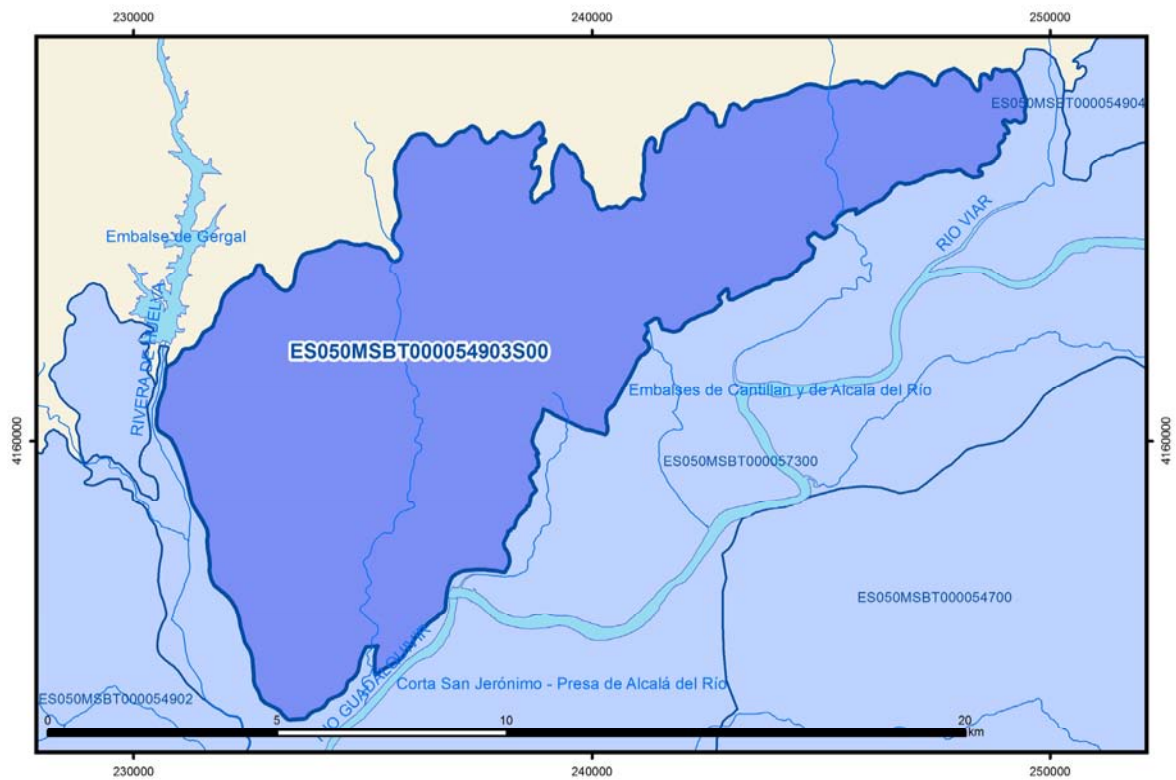 230000
240000
250000
ES050MSBT000054904
RIO VIAR
Embalse de Gergal
RIVERA DE HUELVA
ES050MSBT000054903S00
Embalses de Cantillan y de Alcala del Río
4160000
4160000
ES050MSBT000057300
ES050MSBT000054700
RIO GUADALQUIVIR
Corta San Jerónimo - Presa de Alcalá del Río
ES050MSBT000054902
0
5
10
20
km
230000
240000
250000